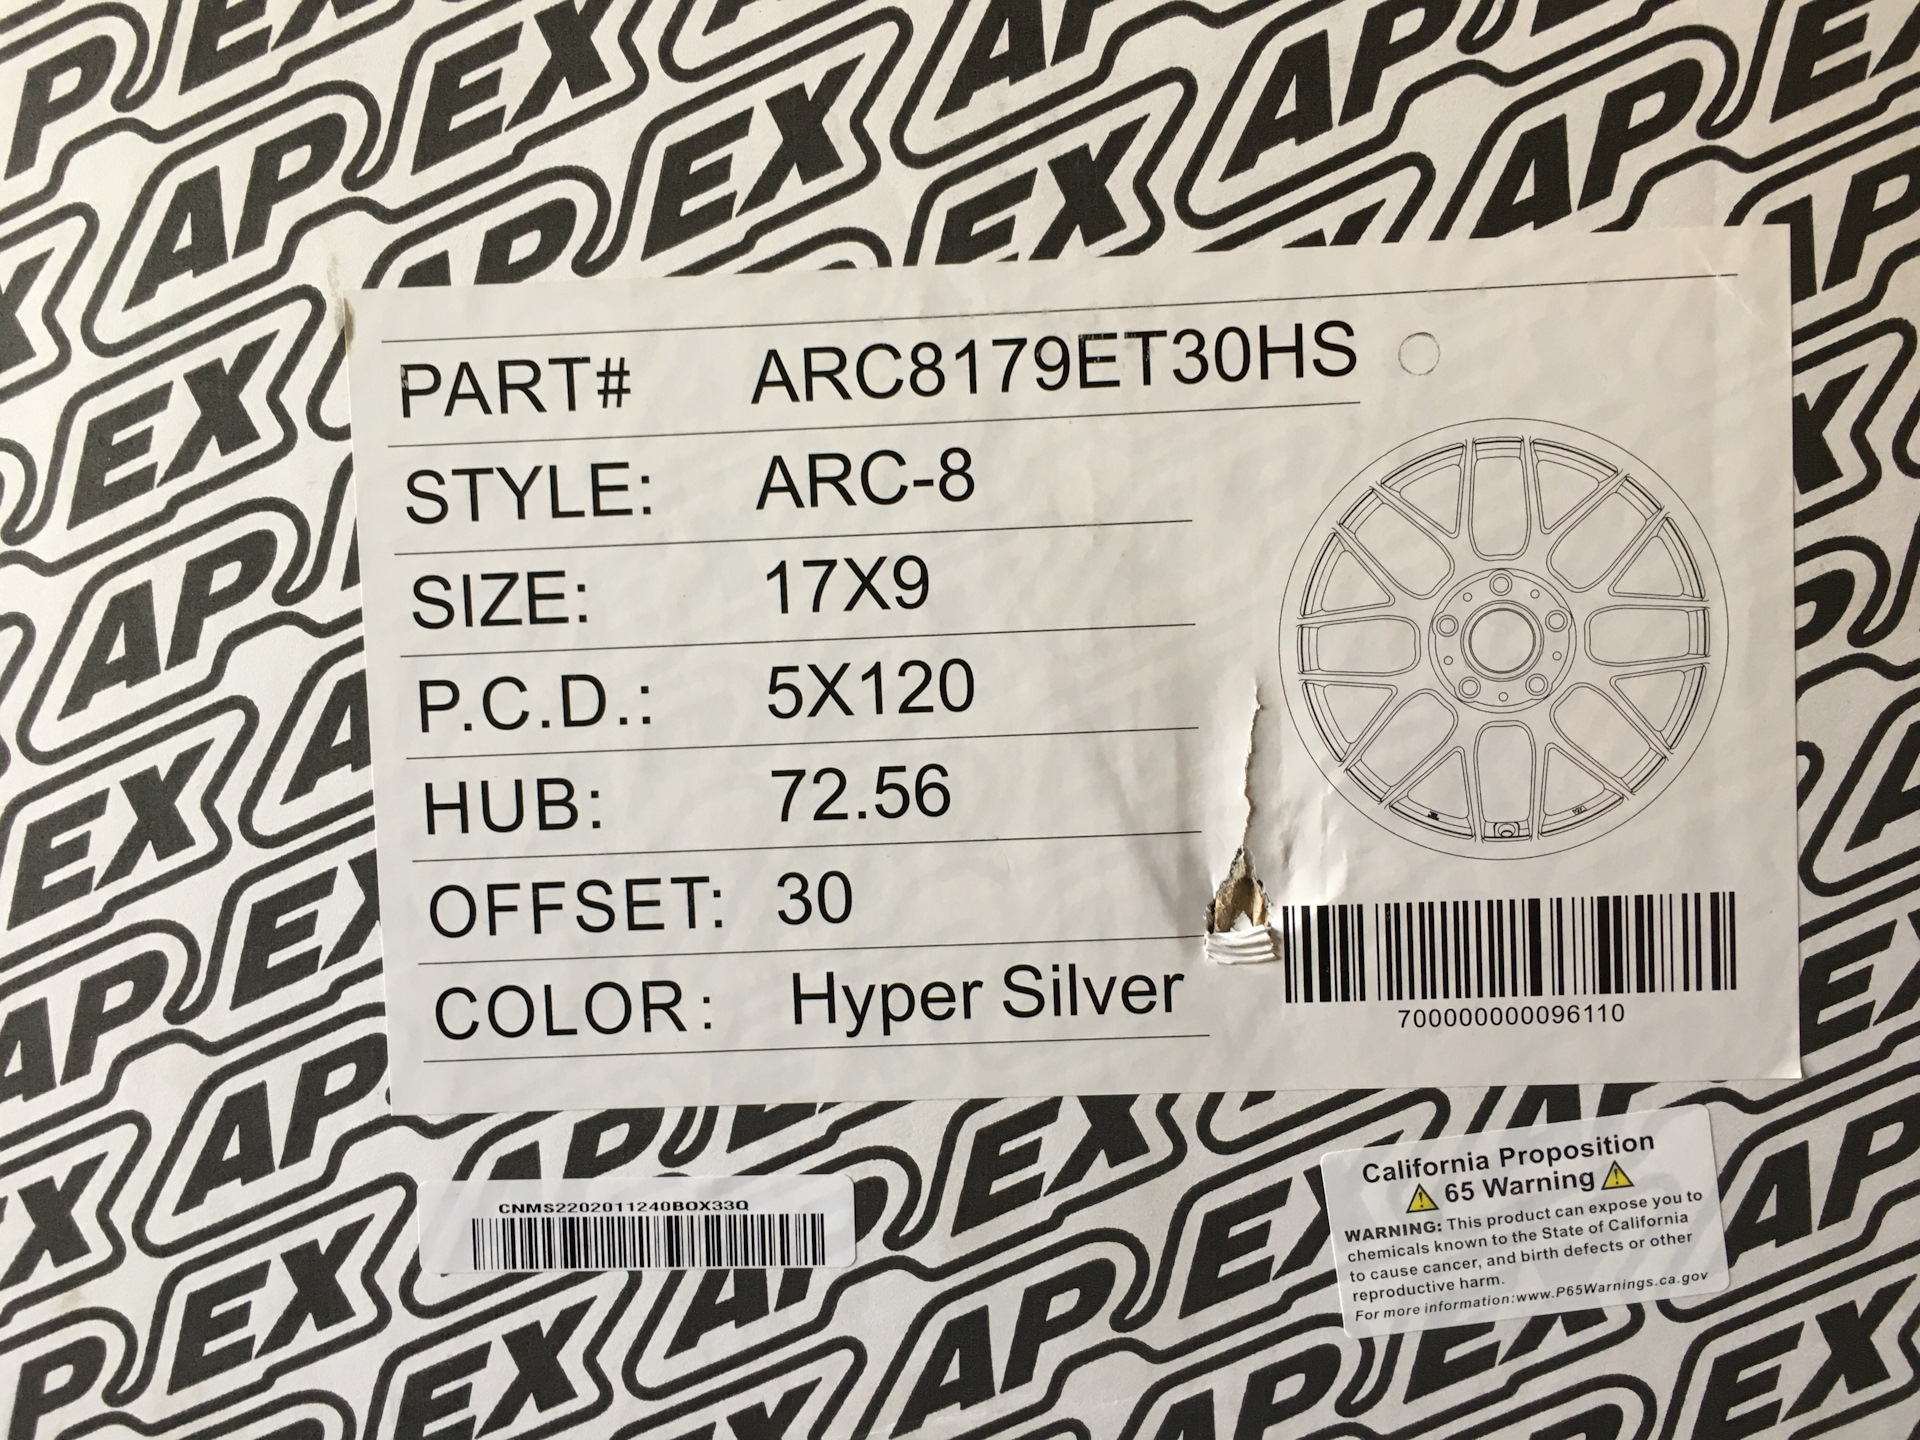 APEX
PART# ARC8179ET30HS
STYLE: ARC-8
SIZE: 17X9
P.C.D.: 5X120
HUB: 72.56
OFFSET: 30
COLOR: Hyper Silver
700000000096110
CNMS2202011240BOX33Q
California Proposition
65 Warning
WARNING: This product can expose you to
chemicals known to the State of California
to cause cancer, and birth defects or other
reproductive harm.
For more information:www.P65Warnings.ca.gov